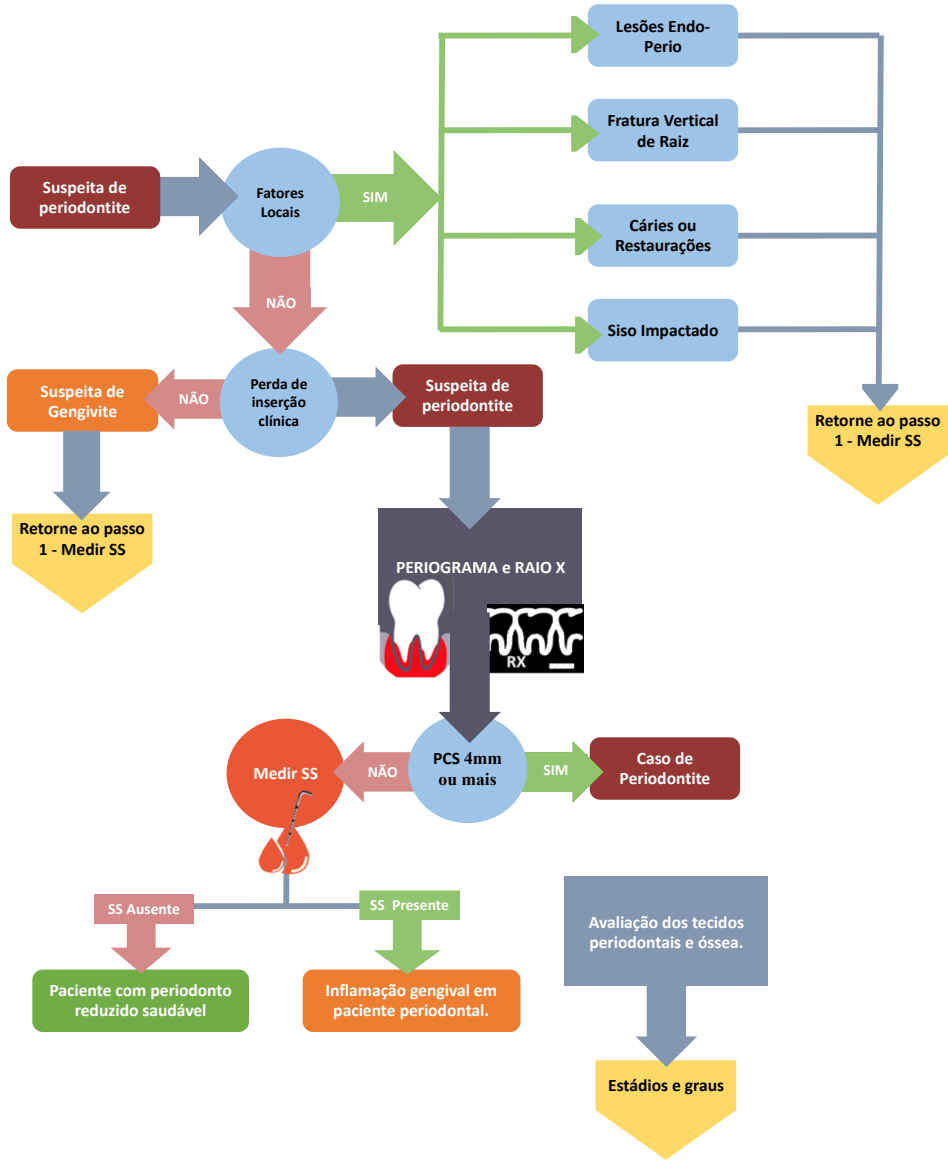 Lesões Endo-
Perio
Fratura Vertical
de Raiz
Suspeita de
periodontite
Fatores
Locais
SIM
Cáries ou
Restaurações
NÃO
Siso Impactado
Suspeita de
Gengivite
NÃO
Perda de
inserção
clínica
Suspeita de
periodontite
Retorne ao passo
1 - Medir SS
Retorne ao passo
1 - Medir SS
PERIOGRAMA e RAIO X
RX
Medir SS
NÃO
PCS 4mm
ou mais
SIM
Caso de
Periodontite
SS Ausente
SS Presente
Avaliação dos tecidos
periodontais e óssea.
Paciente com periodonto
reduzido saudável
Inflamação gengival em
paciente periodontal.
Estádios e graus